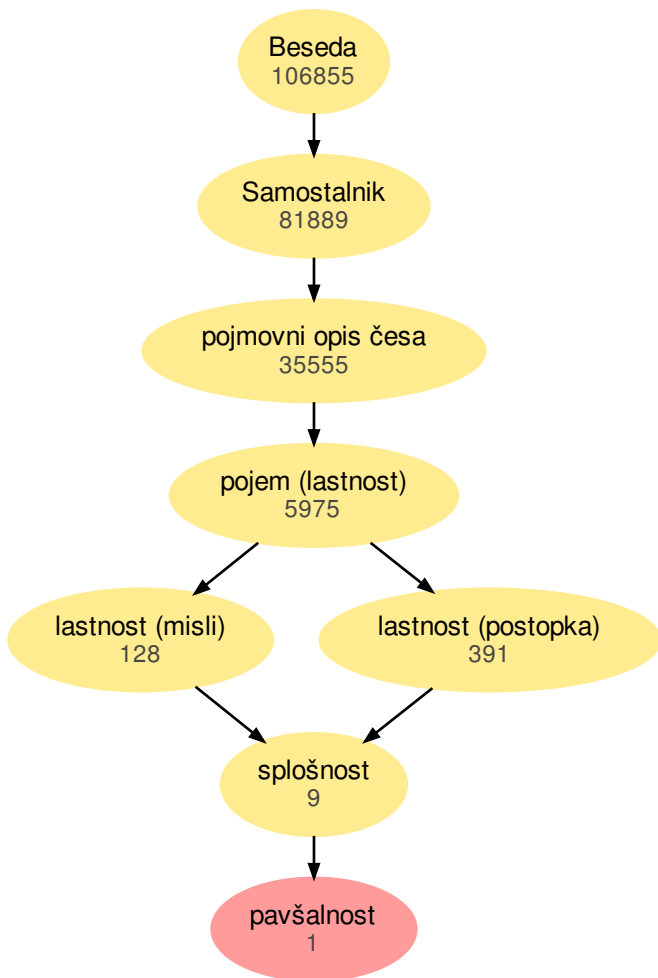 Beseda
106855
Samostalnik
81889
pojmovni opis česa
35555
pojem (lastnost)
5975
lastnost (misli)
128
lastnost (postopka)
391
splošnost
9
pavšalnost
1